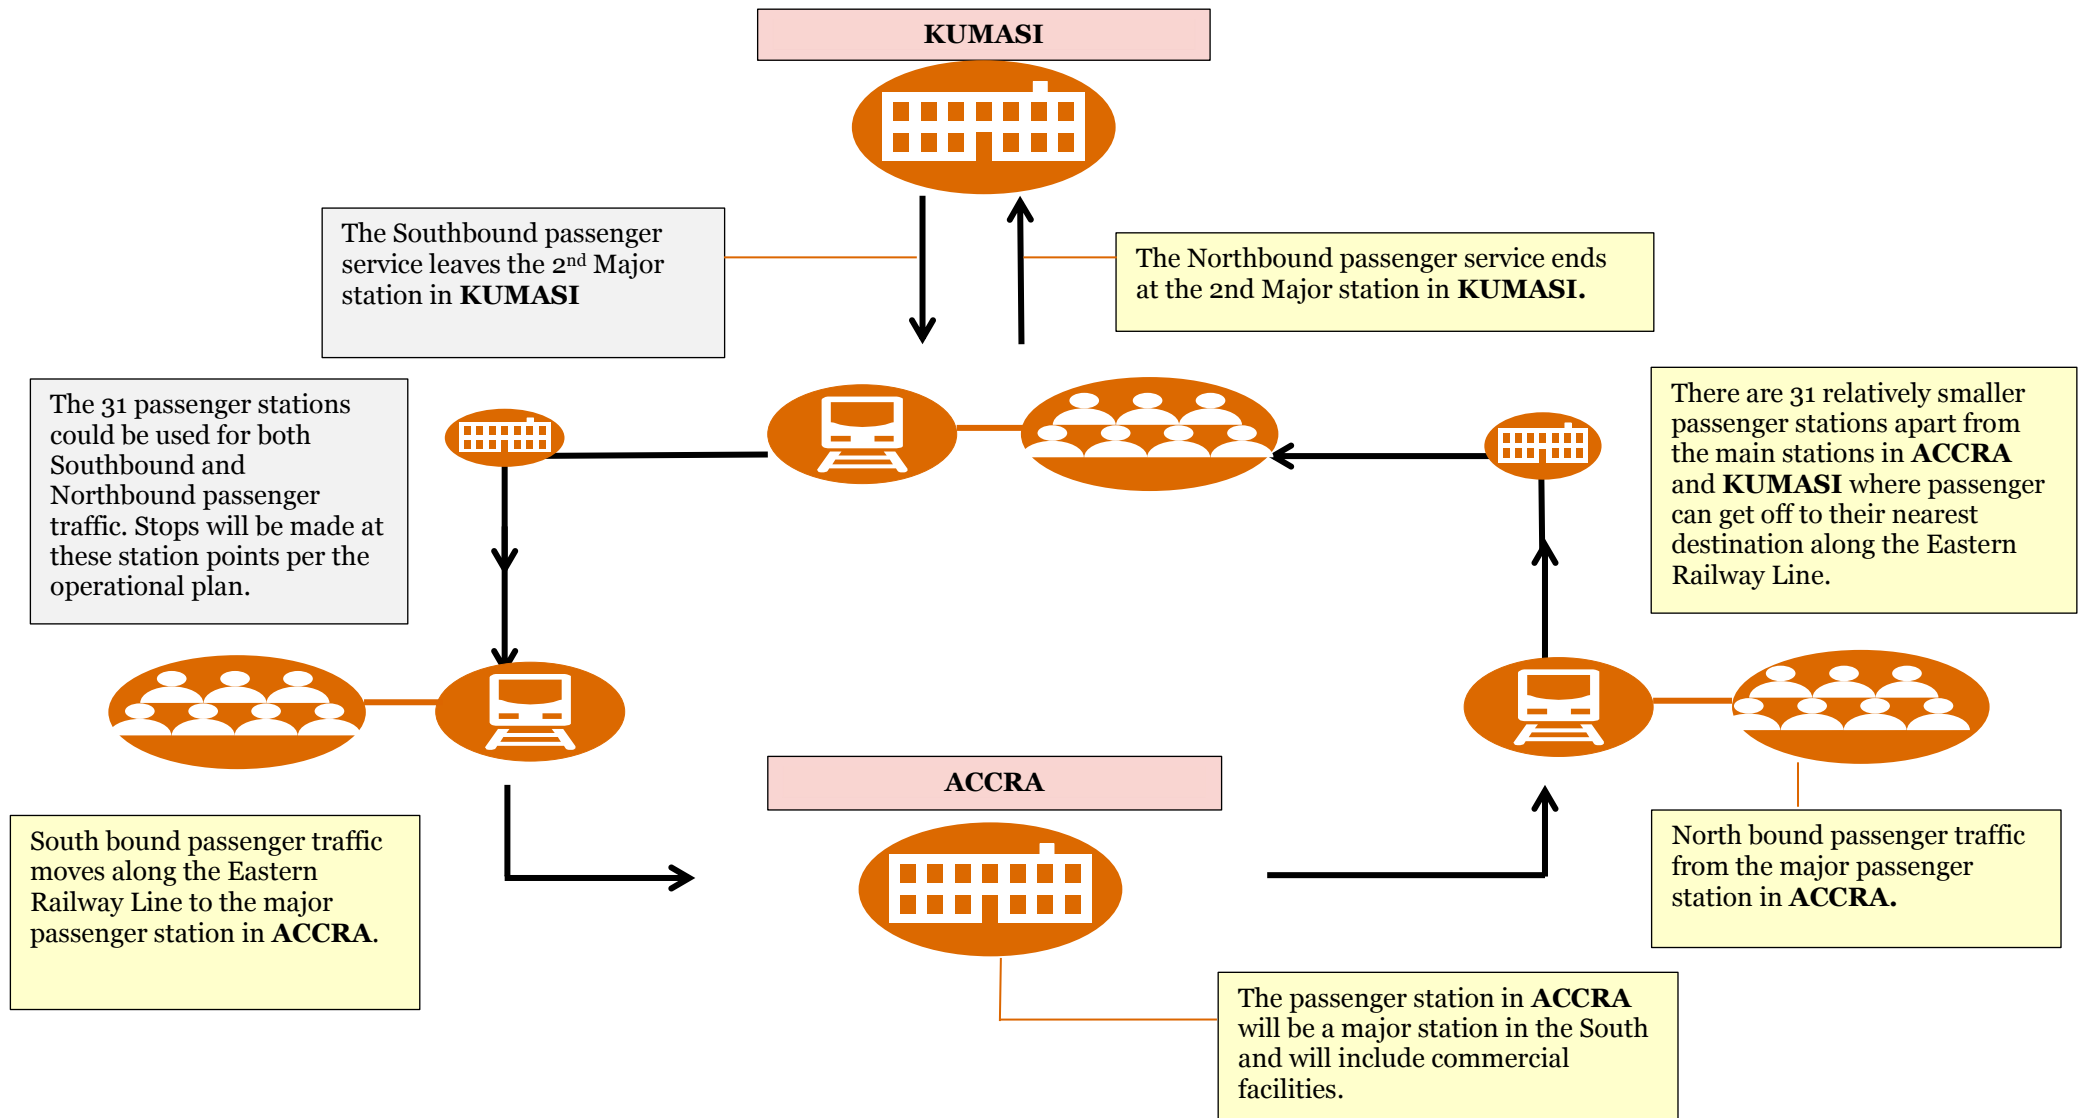 KUMASI
The Southbound passenger
service leaves the 2nd Major
station in KUMASI
The Northbound passenger service ends
at the 2nd Major station in KUMASI.
The 31 passenger stations
could be used for both
Southbound and
Northbound passenger
traffic. Stops will be made at
these station points per the
operational plan.
There are 31 relatively smaller
passenger stations apart from
the main stations in ACCRA
and KUMASI where passenger
can get off to their nearest
destination along the Eastern
Railway Line.
ACCRA
South bound passenger traffic
moves along the Eastern
Railway Line to the major
passenger station in ACCRA.
North bound passenger traffic
from the major passenger
station in ACCRA.
The passenger station in ACCRA
will be a major station in the South
and will include commercial
facilities.